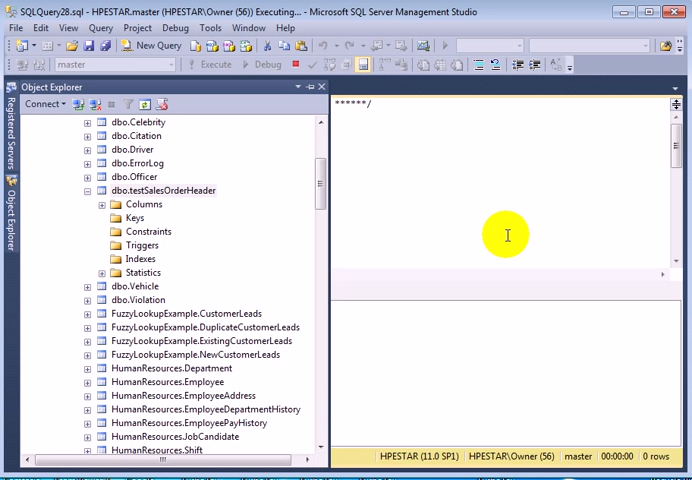 SQLQuery28.sql - HPESTAR.master (HPESTAR\Owner (56)) Executing... - Microsoft SQL Server Management Studio
File Edit View Query Project Debug Tools Window Help
New Query
master Execute Debug
Object Explorer
Connect
Registered Servers
Object Explorer
dbo.Celebrity
dbo.Citation
dbo.Driver
dbo.ErrorLog
dbo.Officer
dbo.testSalesOrderHeader
Columns
Keys
Constraints
Triggers
Indexes
Statistics
dbo.Vehicle
dbo.Violation
FuzzyLookupExample.CustomerLeads
FuzzyLookupExample.DuplicateCustomerLeads
FuzzyLookupExample.ExistingCustomerLeads
FuzzyLookupExample.NewCustomerLeads
HumanResources.Department
HumanResources.Employee
HumanResources.EmployeeAddress
HumanResources.EmployeeDepartmentHistory
HumanResources.EmployeePayHistory
HumanResources.JobCandidate
HumanResources.Shift
******/
HPESTAR (11.0 SP1) HPESTAR\Owner (56) master 00:00:00 0 rows